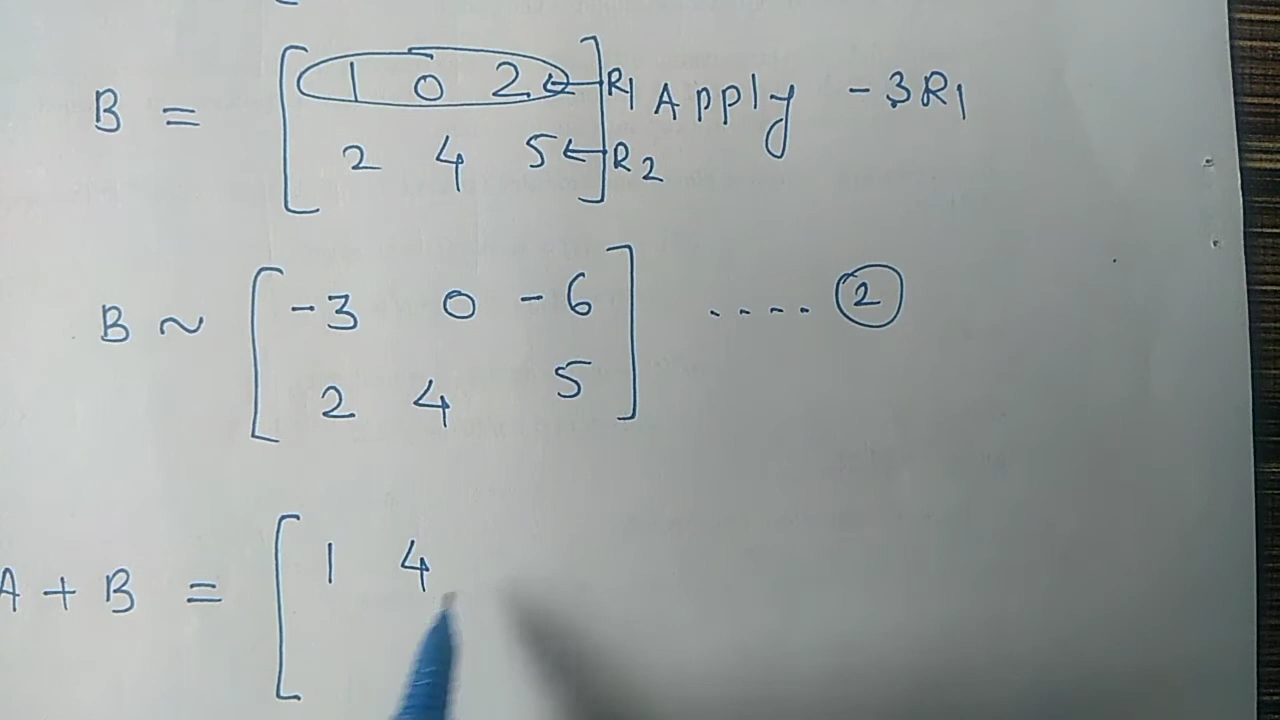 B = [ 1 0 2 ← R1 Apply -3R1
2 4 5 ← R2 ]
B ~ [ -3 0 -6 .... 2
2 4 5 ]
A + B = [ 1 4